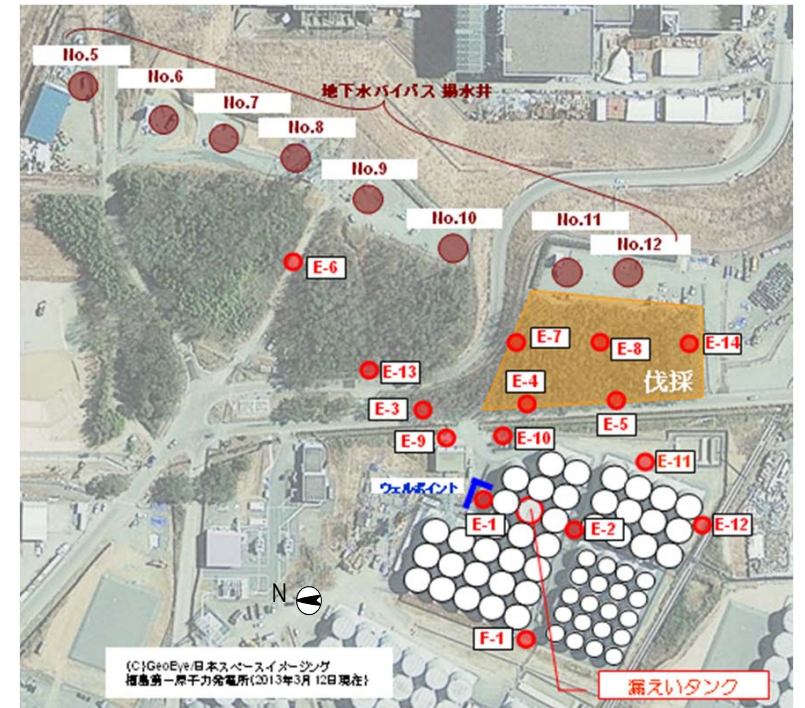 No.5
No.6
No.7
No.8
地下水バイパス 揚水井
No.9
No.10
No.11
No.12
E-6
E-7
E-8
E-14
E-13
伐採
E-4
E-3
E-5
E-9
E-10
E-11
ウェルポイント
E-1
E-2
E-12
N
F-1
(C)GeoEye/日本スペースイメージング
福島第一原子力発電所(2013年3月12日現在)
漏えいタンク